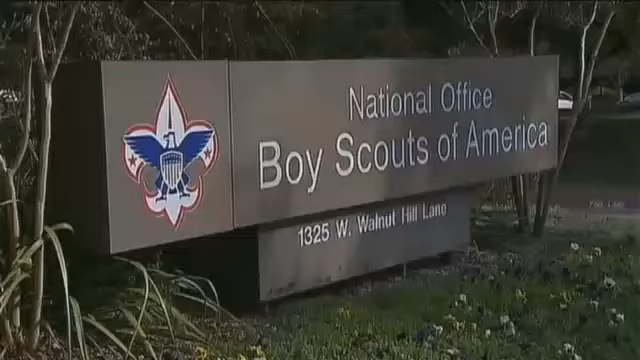 National Office
Boy Scouts of America
1325 W. Walnut Hill Lane